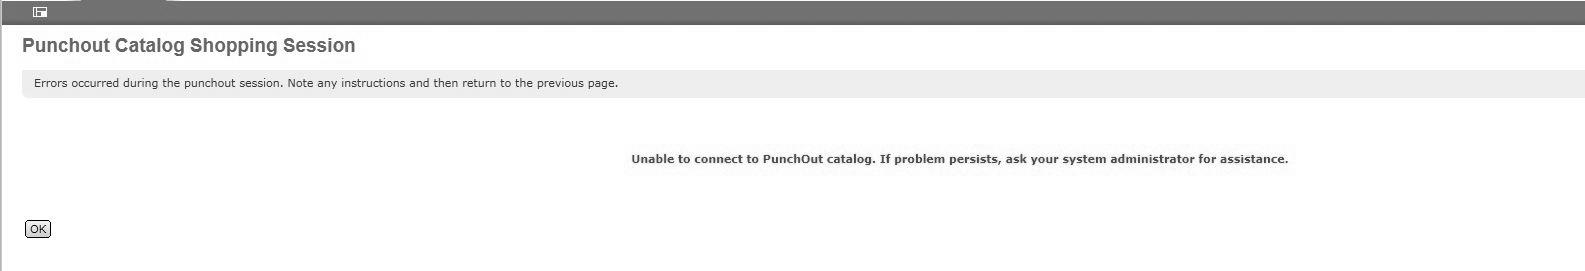 Punchout Catalog Shopping Session
Errors occurred during the punchout session. Note any instructions and then return to the previous page.
Unable to connect to PunchOut catalog. If problem persists, ask your system administrator for assistance.
OK